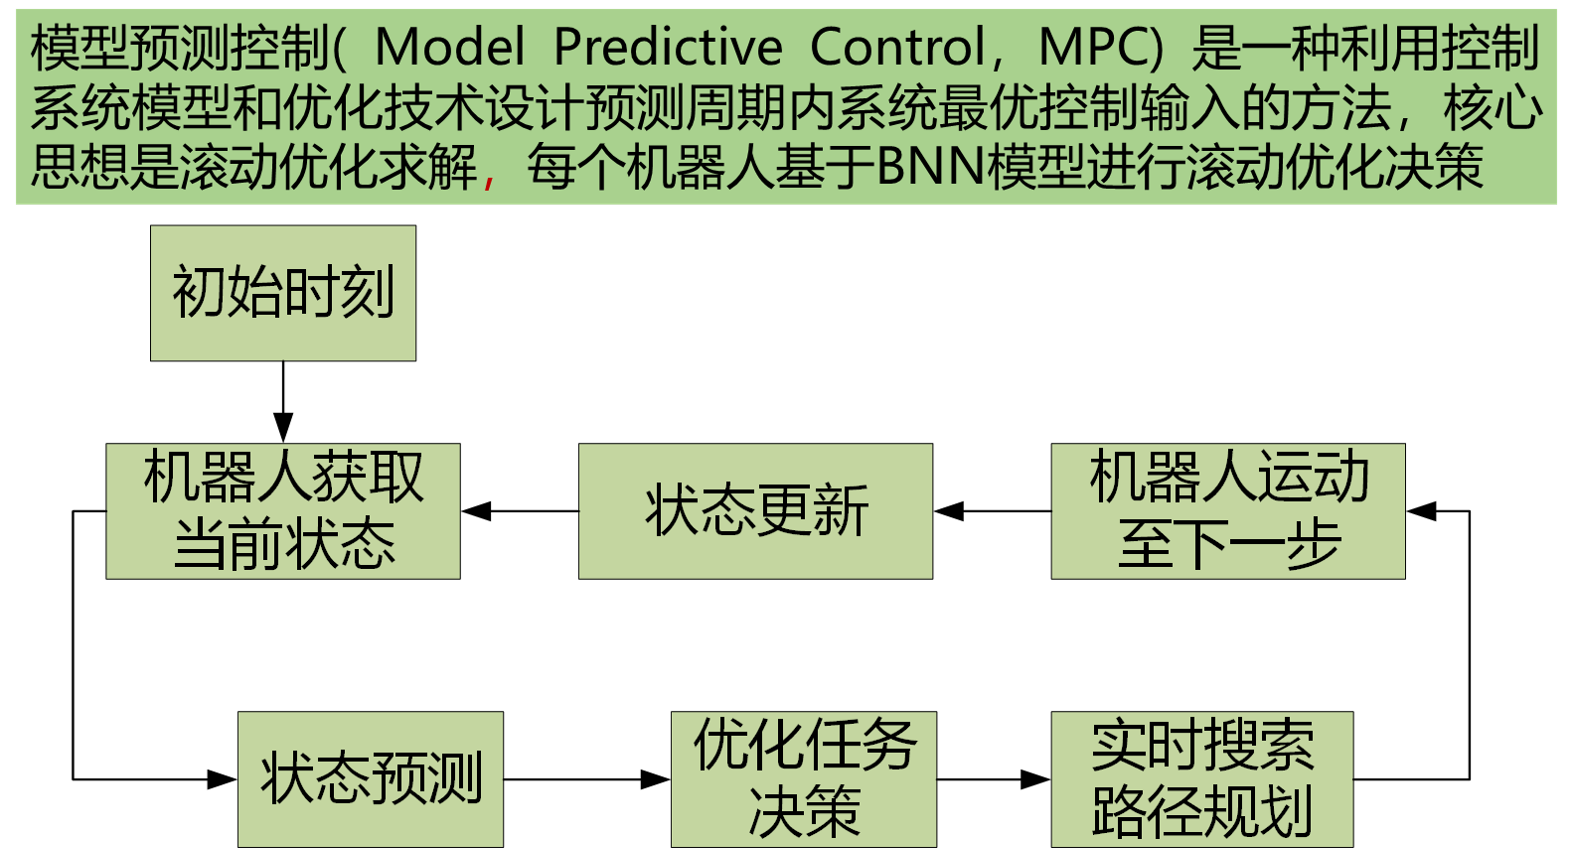 模型预测控制( Model Predictive Control，MPC) 是一种利用控制
系统模型和优化技术设计预测周期内系统最优控制输入的方法，核心
思想是滚动优化求解，每个机器人基于BNN模型进行滚动优化决策
初始时刻
机器人获取
当前状态
状态更新
机器人运动
至下一步
状态预测
优化任务
决策
实时搜索
路径规划